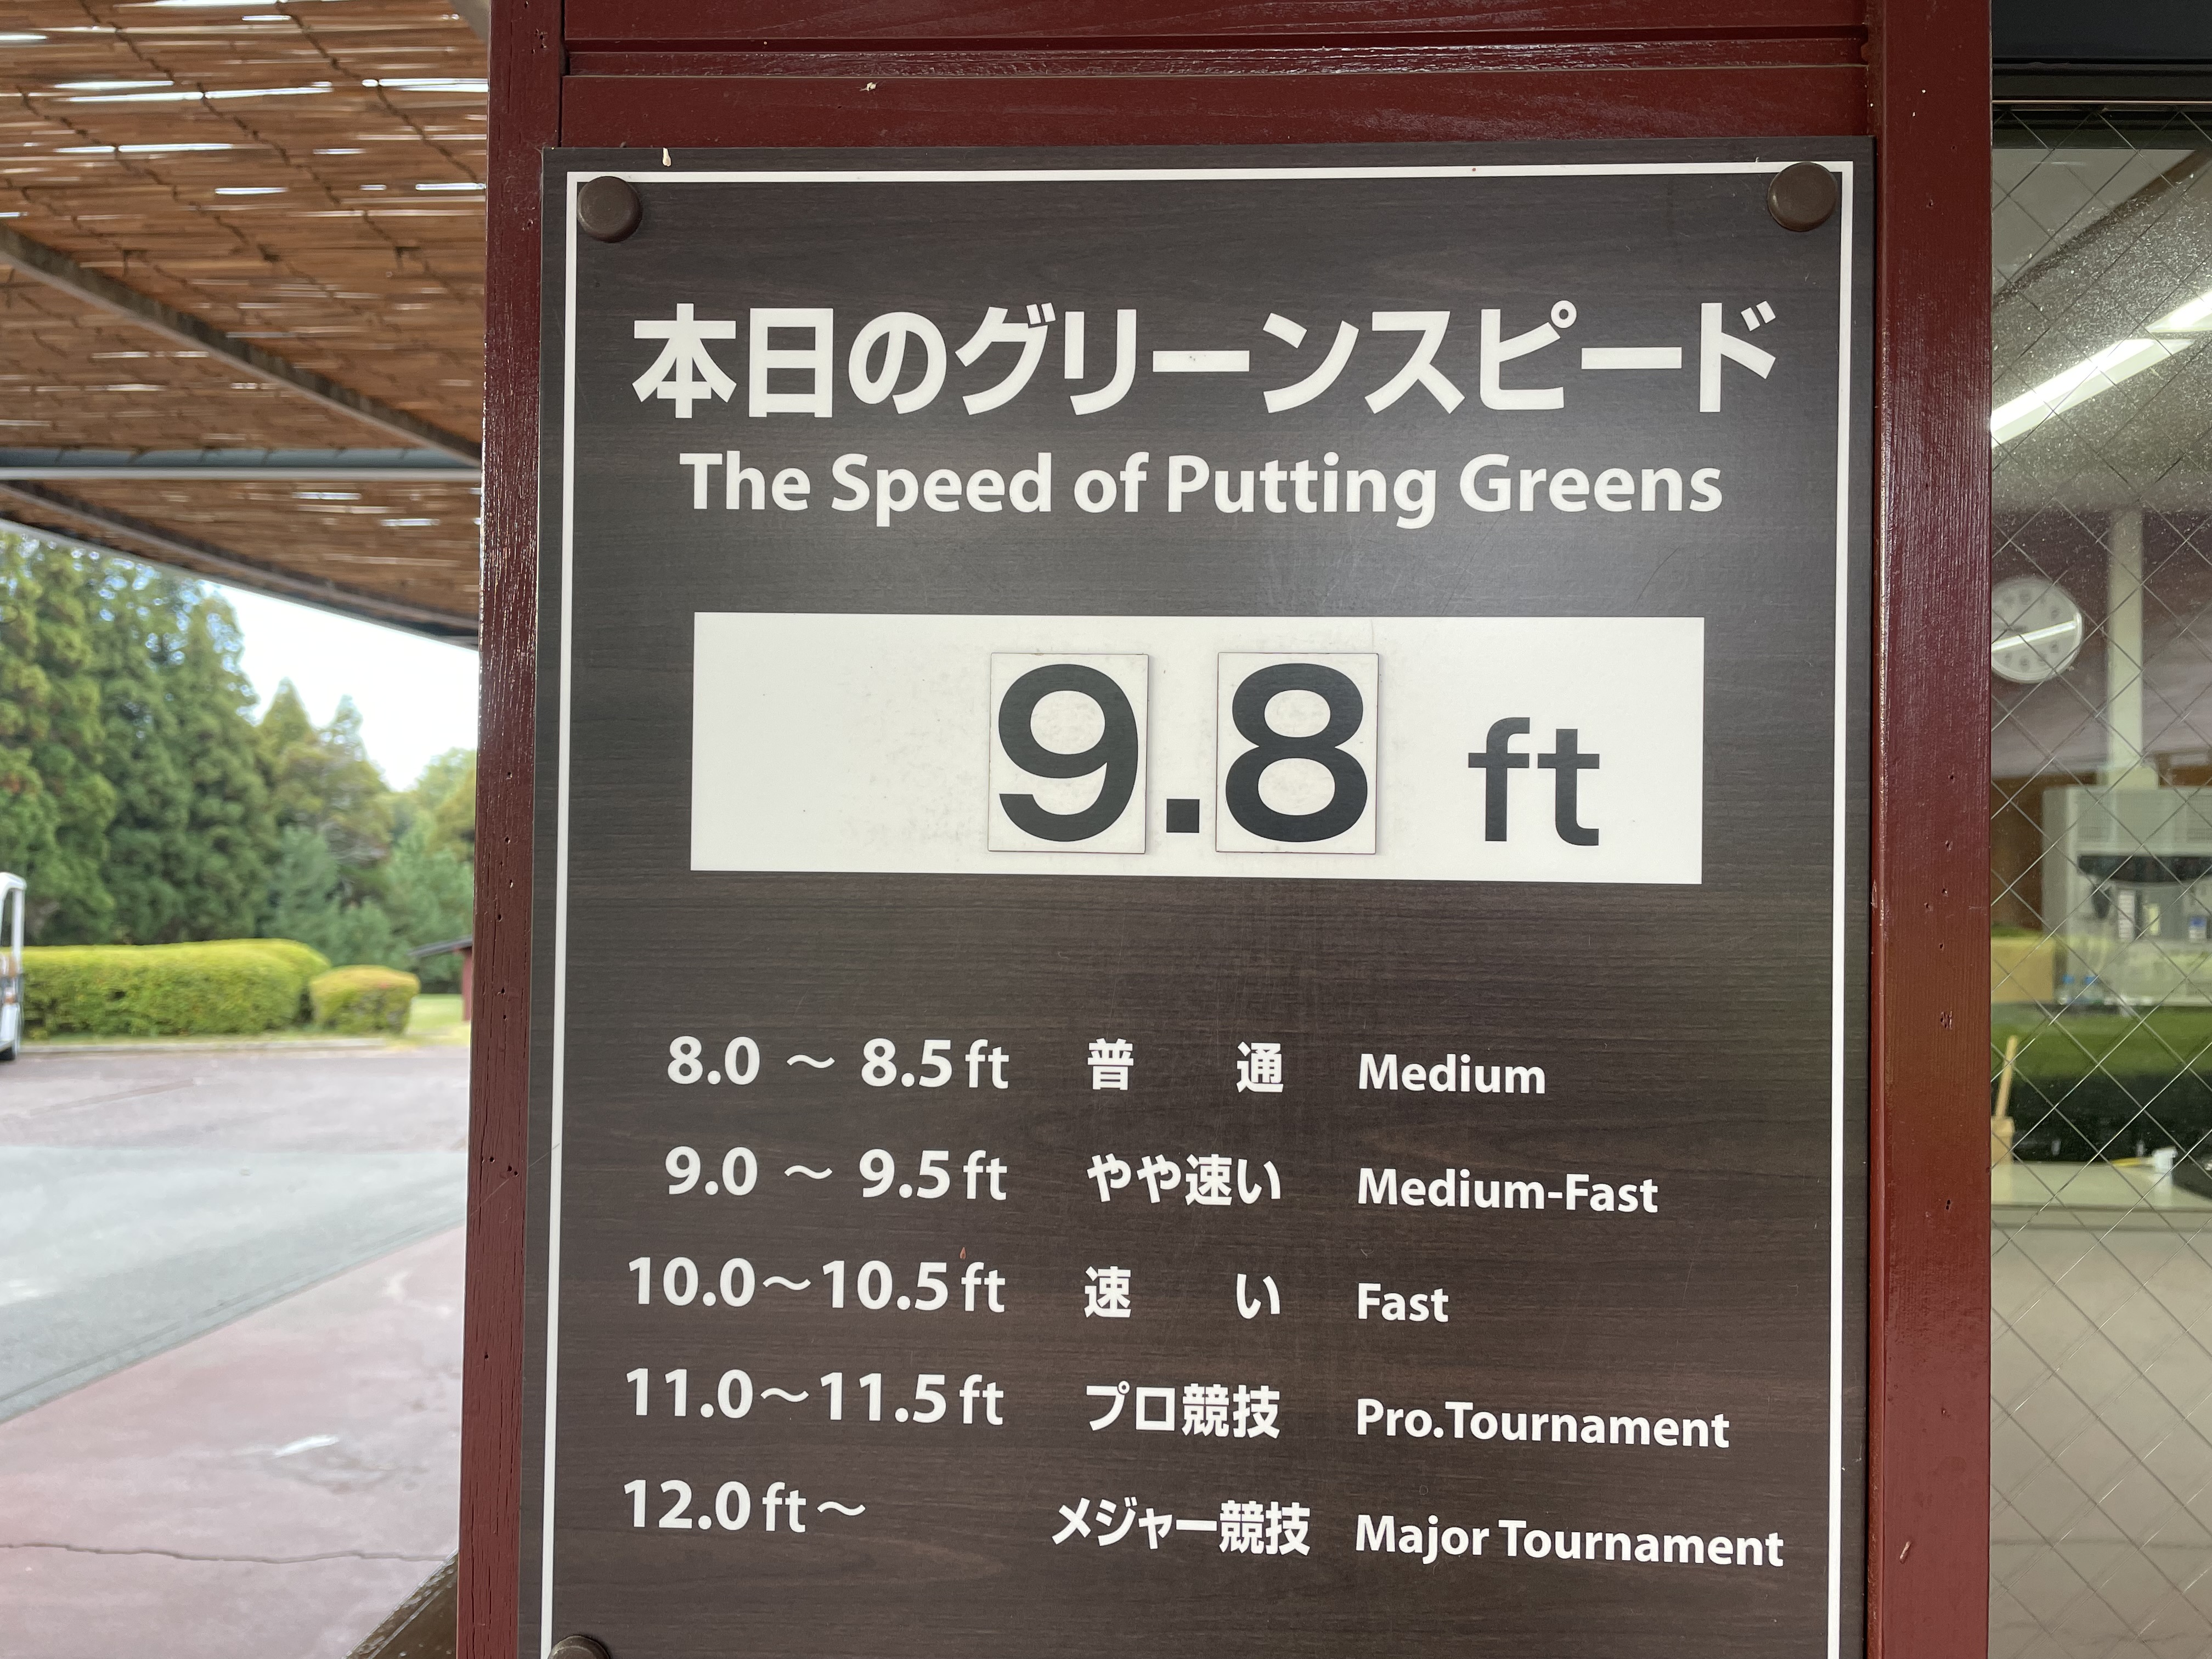 本日のグリーンスピード
The Speed of Putting Greens
9.8 ft
8.0 ～ 8.5 ft 普通 Medium
9.0 ～ 9.5 ft やや速い Medium-Fast
10.0～10.5 ft 速い Fast
11.0～11.5 ft プロ競技 Pro.Tournament
12.0 ft～ メジャー競技 Major Tournament